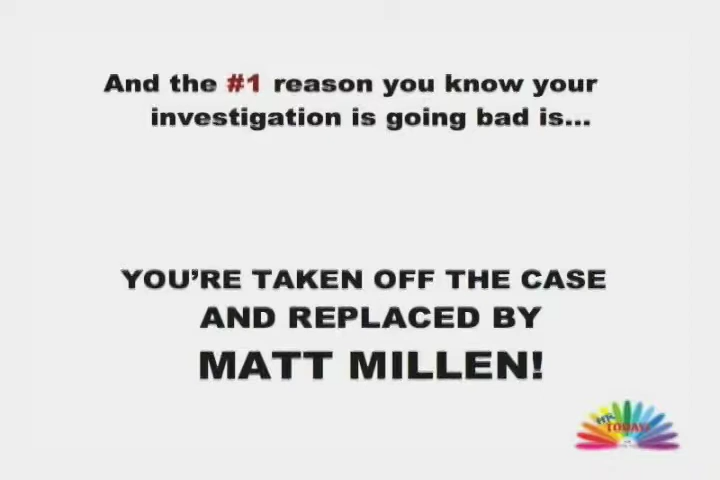 And the #1 reason you know your
investigation is going bad is...
YOU'RE TAKEN OFF THE CASE
AND REPLACED BY
MATT MILLEN!
TODAY